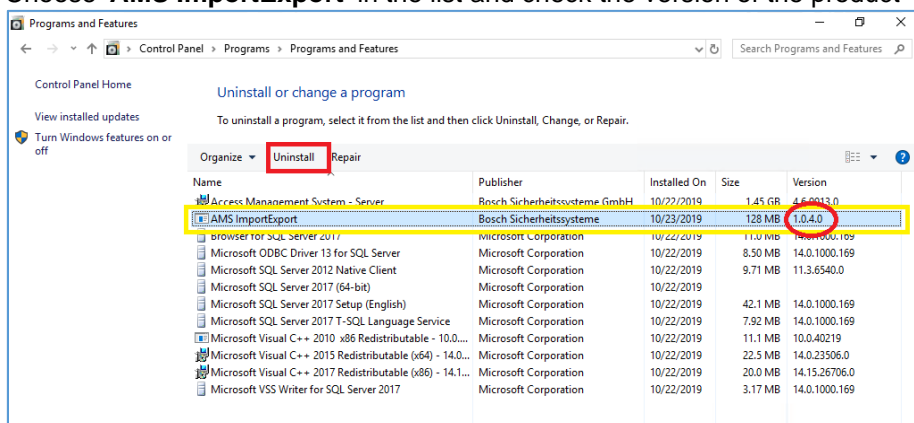 Choose 'AMS ImportExport' in the list and check the version of the product
Programs and Features
Control Panel > Programs > Programs and Features
Search Programs and Features
Control Panel Home
View installed updates
Turn Windows features on or
off
Uninstall or change a program
To uninstall a program, select it from the list and then click Uninstall, Change, or Repair.
Organize Uninstall Repair
Name Publisher Installed On Size Version
Access Management System - Server Bosch Sicherheitssysteme GmbH 10/22/2019 1.45 GB 4.6.0013.0
AMS ImportExport Bosch Sicherheitssysteme 10/23/2019 128 MB 1.0.4.0
Browser for SQL Server 2017 Microsoft Corporation 10/22/2019 11.0 MB 14.0.1000.169
Microsoft ODBC Driver 13 for SQL Server Microsoft Corporation 10/22/2019 8.50 MB 14.0.1000.169
Microsoft SQL Server 2012 Native Client Microsoft Corporation 10/22/2019 9.71 MB 11.3.6540.0
Microsoft SQL Server 2017 (64-bit) Microsoft Corporation 10/22/2019
Microsoft SQL Server 2017 Setup (English) Microsoft Corporation 10/22/2019 42.1 MB 14.0.1000.169
Microsoft SQL Server 2017 T-SQL Language Service Microsoft Corporation 10/22/2019 7.92 MB 14.0.1000.169
Microsoft Visual C++ 2010 x86 Redistributable - 10.0.... Microsoft Corporation 10/22/2019 11.1 MB 10.0.40219
Microsoft Visual C++ 2015 Redistributable (x64) - 14.0... Microsoft Corporation 10/22/2019 22.5 MB 14.0.23506.0
Microsoft Visual C++ 2017 Redistributable (x86) - 14.1... Microsoft Corporation 10/22/2019 20.0 MB 14.15.26706.0
Microsoft VSS Writer for SQL Server 2017 Microsoft Corporation 10/22/2019 3.17 MB 14.0.1000.169